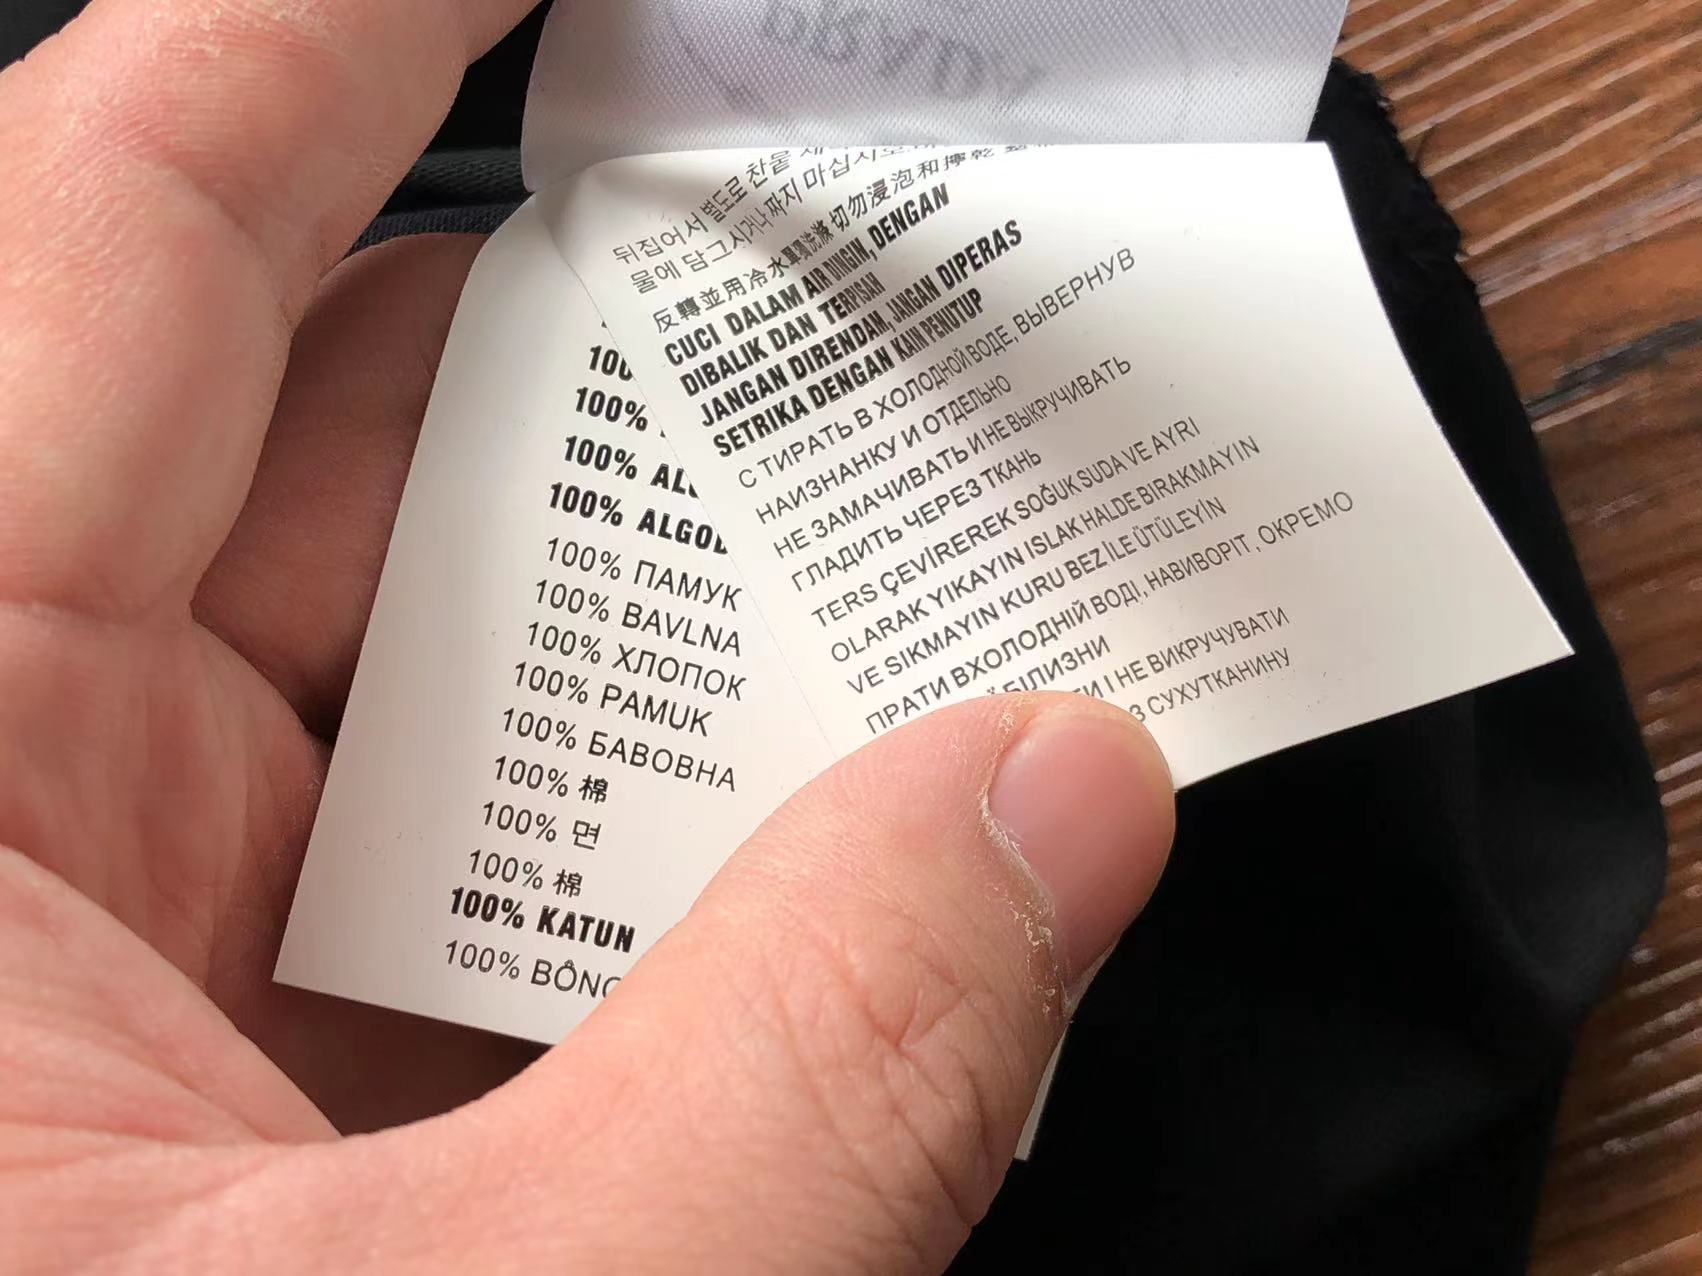 뒤집어서 별도로 찬물
물에 담그시거나 짜지 마십시오
反轉並用冷水單獨洗滌 切勿浸泡和擰乾
CUCI DALAM AIR DINGIN, DENGAN
DIBALIK DAN TERPISAH
JANGAN DIRENDAM, JANGAN DIPERAS
SETRIKA DENGAN KAIN PENUTUP
СТИРАТЬ В ХОЛОДНОЙ ВОДЕ, ВЫВЕРНУВ
НАИЗНАНКУ И ОТДЕЛЬНО
НЕ ЗАМАЧИВАТЬ И НЕ ВЫКРУЧИВАТЬ
ГЛАДИТЬ ЧЕРЕЗ ТКАНЬ
TERS ÇEVİREREK SOĞUK SUDA VE AYRI
OLARAK YIKAYIN ISLAK HALDE BIRAKMAYIN
VE SIKMAYIN KURU BEZ İLE ÜTÜLEYİN
ПРАТИ ВХОЛОДНІЙ ВОДІ, НАВИВОРІТ, ОКРЕМО
БІЛИЗНИ
І НЕ ВИКРУЧУВАТИ
З СУХУТКАНИНУ
100%
100%
100%
100%
100% ПАМУК
100% BAVLNA
100% ХЛОПОК
100% PAMUK
100% БАВОВНА
100% 棉
100% 면
100% 棉
100% KATUN
100% BÔNG